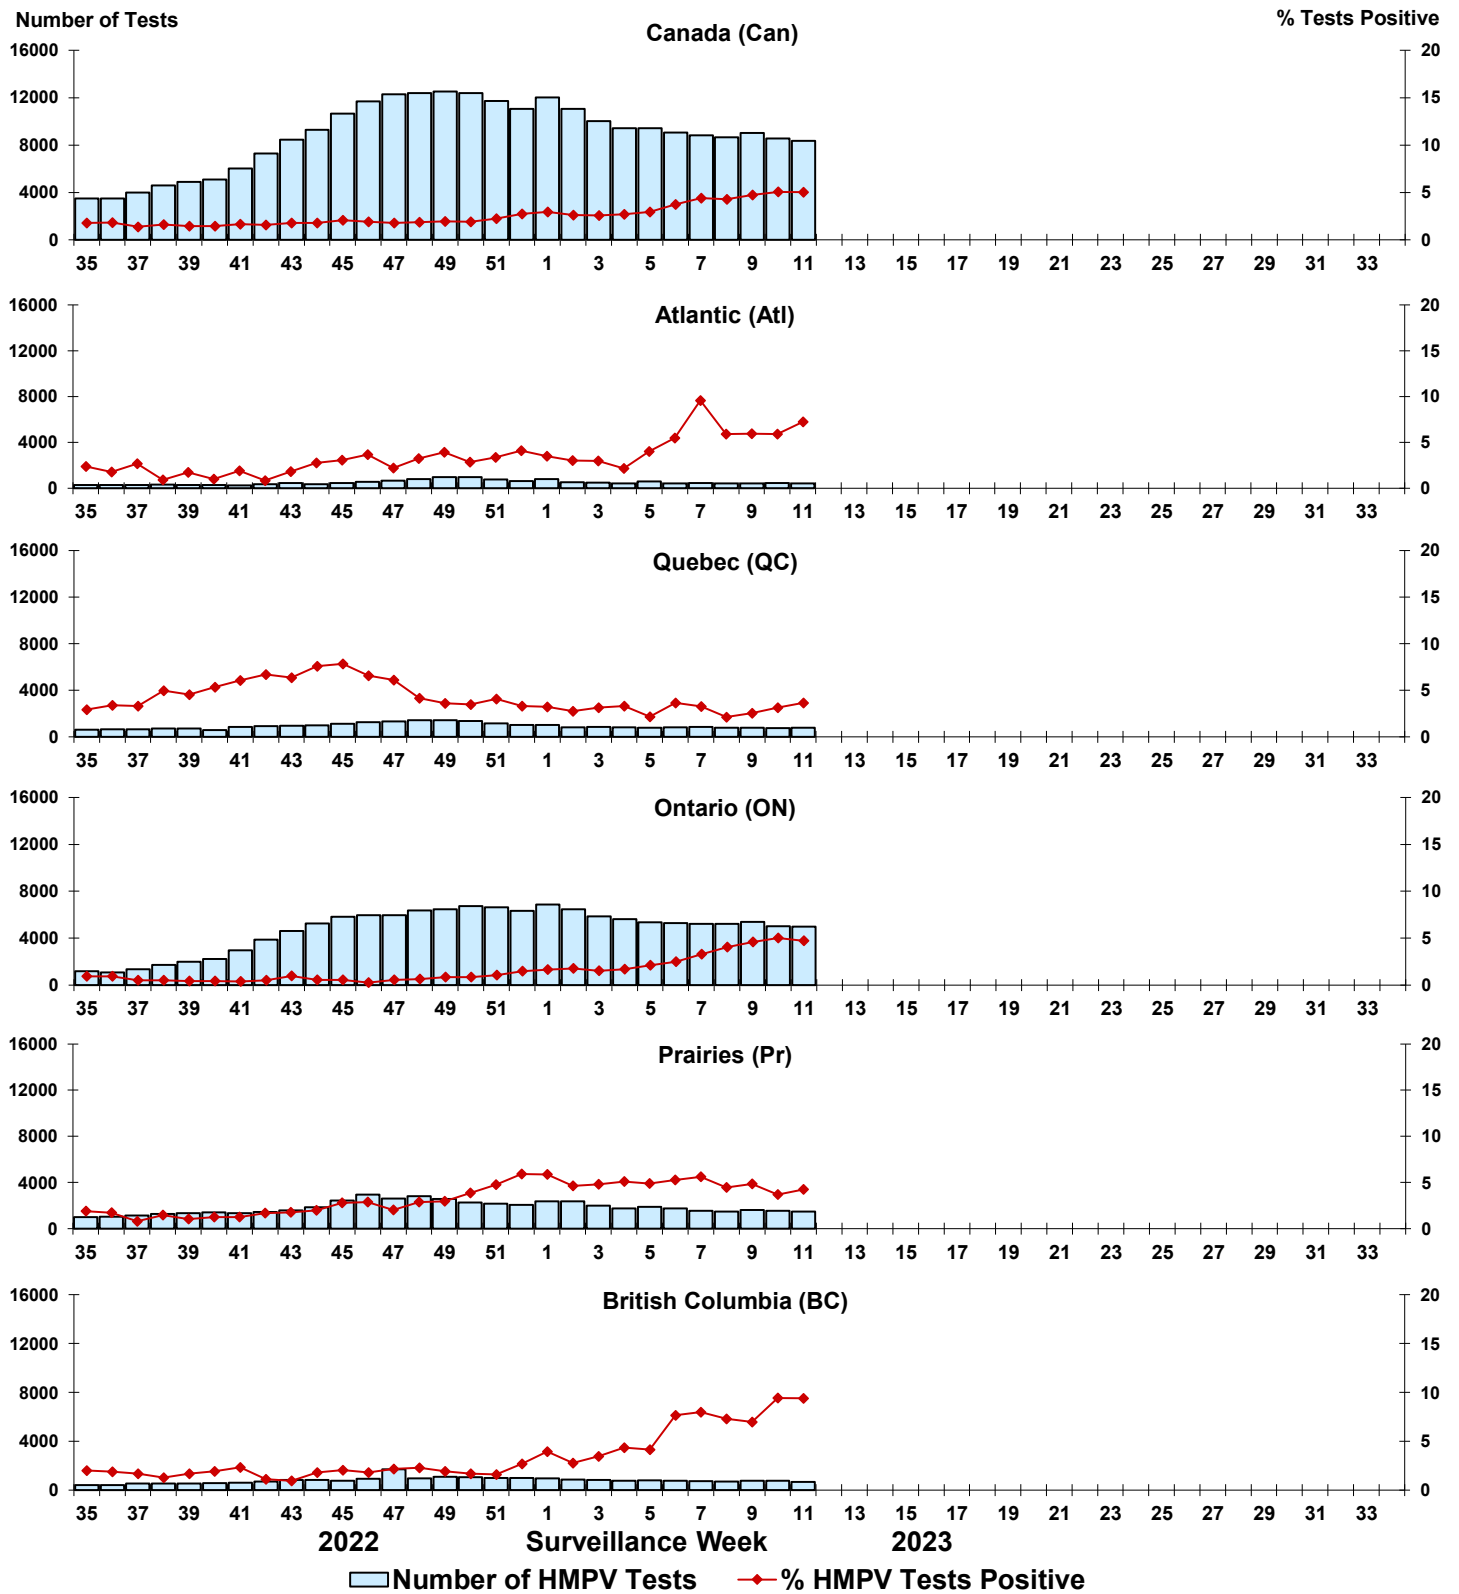 Number of Tests
% Tests Positive
Canada (Can)
16000 20
12000 15
8000 10
4000 5
0 0
35 37 39 41 43 45 47 49 51 1 3 5 7 9 11 13 15 17 19 21 23 25 27 29 31 33
Atlantic (Atl)
16000 20
12000 15
8000 10
4000 5
0 0
35 37 39 41 43 45 47 49 51 1 3 5 7 9 11 13 15 17 19 21 23 25 27 29 31 33
Quebec (QC)
16000 20
12000 15
8000 10
4000 5
0 0
35 37 39 41 43 45 47 49 51 1 3 5 7 9 11 13 15 17 19 21 23 25 27 29 31 33
Ontario (ON)
16000 20
12000 15
8000 10
4000 5
0 0
35 37 39 41 43 45 47 49 51 1 3 5 7 9 11 13 15 17 19 21 23 25 27 29 31 33
Prairies (Pr)
16000 20
12000 15
8000 10
4000 5
0 0
35 37 39 41 43 45 47 49 51 1 3 5 7 9 11 13 15 17 19 21 23 25 27 29 31 33
British Columbia (BC)
16000 20
12000 15
8000 10
4000 5
0 0
35 37 39 41 43 45 47 49 51 1 3 5 7 9 11 13 15 17 19 21 23 25 27 29 31 33
2022 Surveillance Week 2023
Number of HMPV Tests % HMPV Tests Positive